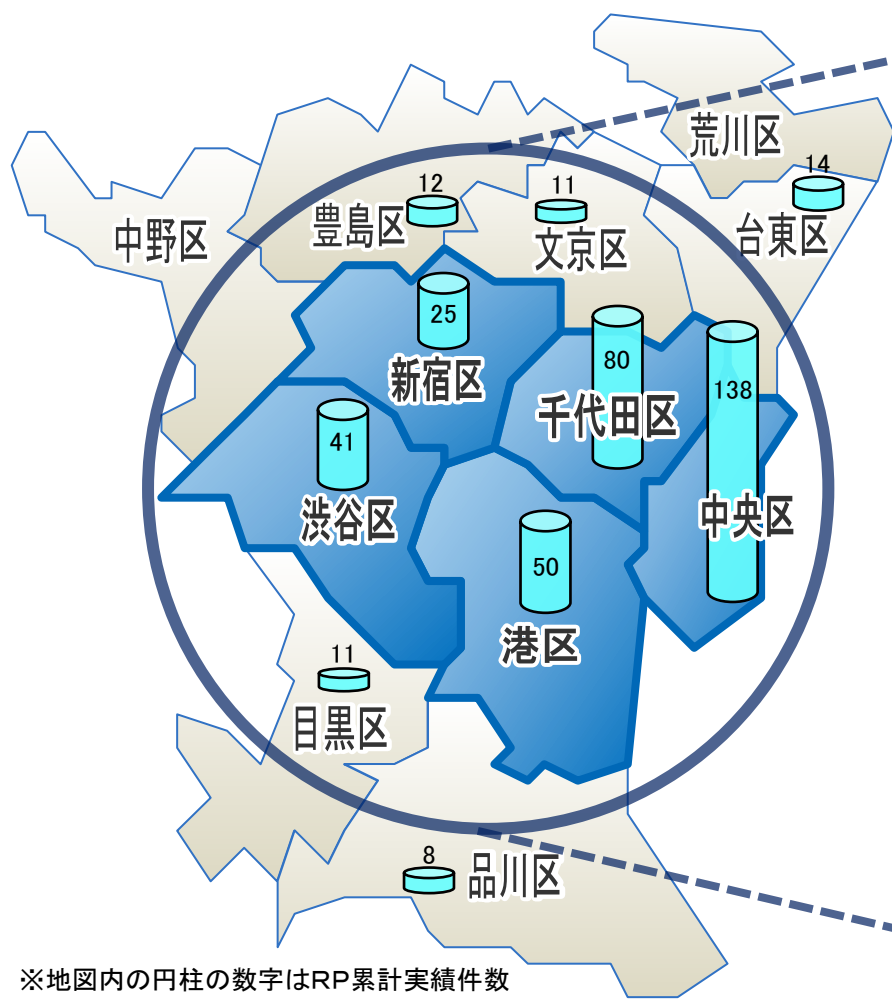 荒川区
14
台東区
12
豊島区
11
文京区
中野区
25
新宿区
80
千代田区
138
中央区
41
渋谷区
50
港区
11
目黒区
8
品川区
※地図内の円柱の数字はRP累計実績件数